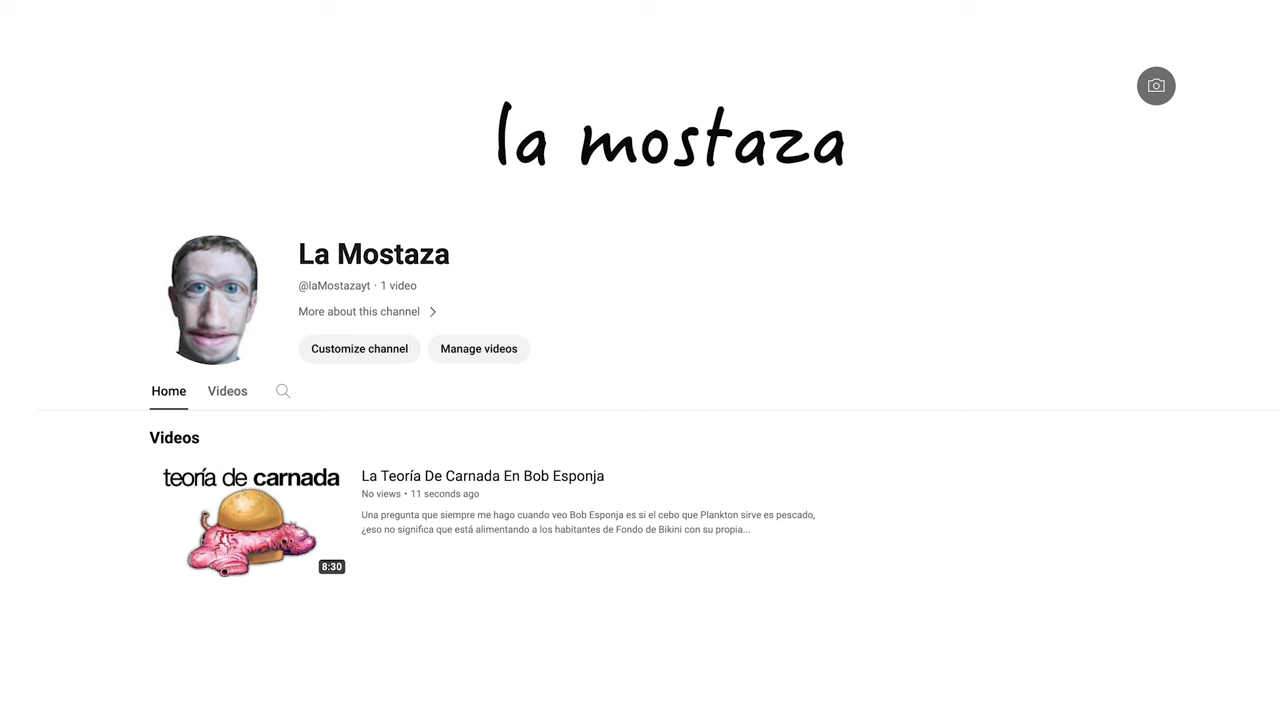 la mostaza
La Mostaza
@laMostazayt · 1 video
More about this channel
Customize channel
Manage videos
Home
Videos
Videos
teoría de carnada
8:30
La Teoría De Carnada En Bob Esponja
No views • 11 seconds ago
Una pregunta que siempre me hago cuando veo Bob Esponja es si el cebo que Plankton sirve es pescado,
¿eso no significa que está alimentando a los habitantes de Fondo de Bikini con su propia...